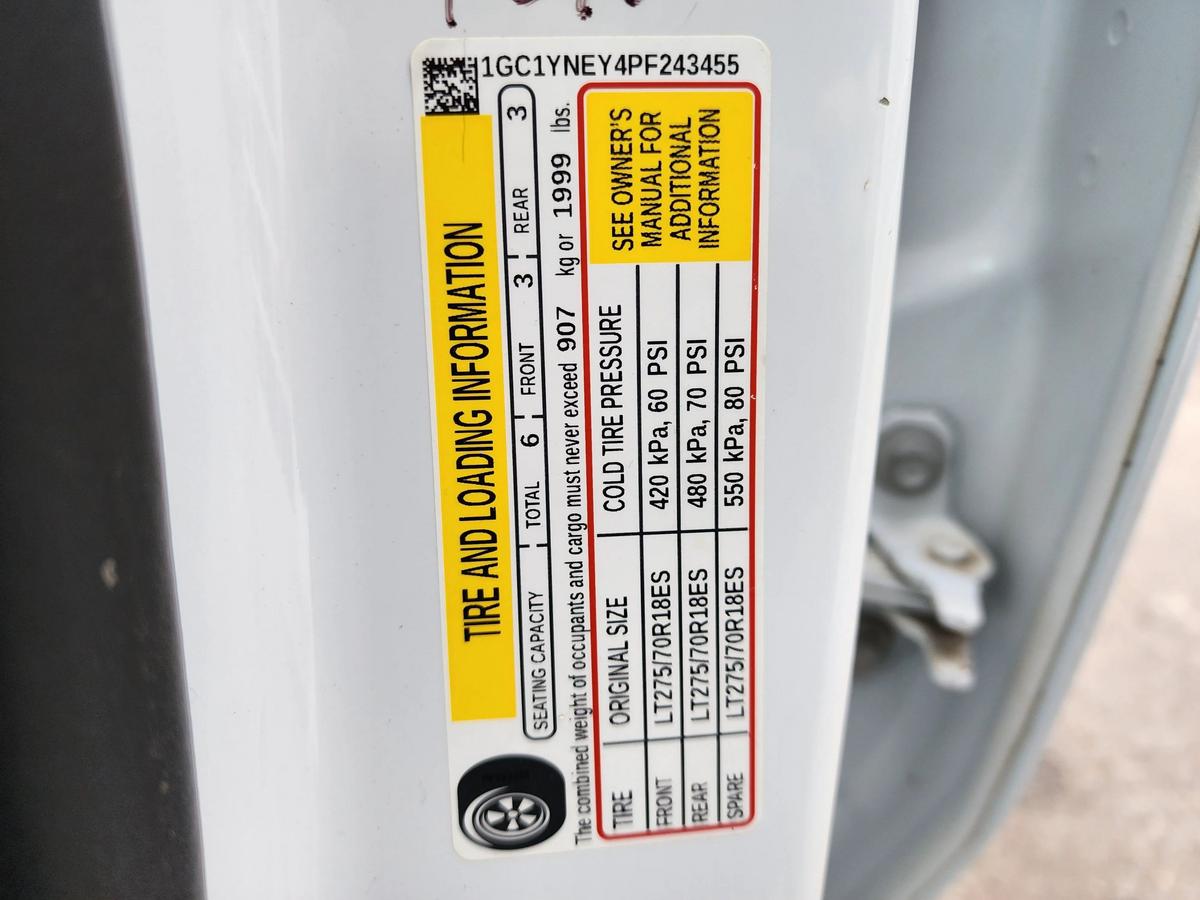 1GC1YNEY4PF243455
TIRE AND LOADING INFORMATION
SEATING CAPACITY TOTAL 6 FRONT 3 REAR 3
The combined weight of occupants and cargo must never exceed 907 kg or 1999 lbs.
TIRE ORIGINAL SIZE COLD TIRE PRESSURE
FRONT LT275/70R18ES 420 kPa, 60 PSI
REAR LT275/70R18ES 480 kPa, 70 PSI
SPARE LT275/70R18ES 550 kPa, 80 PSI
SEE OWNER'S
MANUAL FOR
ADDITIONAL
INFORMATION